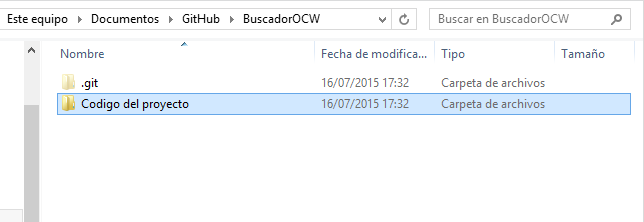 Este equipo Documentos GitHub BuscadorOCW Buscar en BuscadorOCW
Nombre Fecha de modifica... Tipo Tamaño
.git 16/07/2015 17:32 Carpeta de archivos
Codigo del proyecto 16/07/2015 17:32 Carpeta de archivos